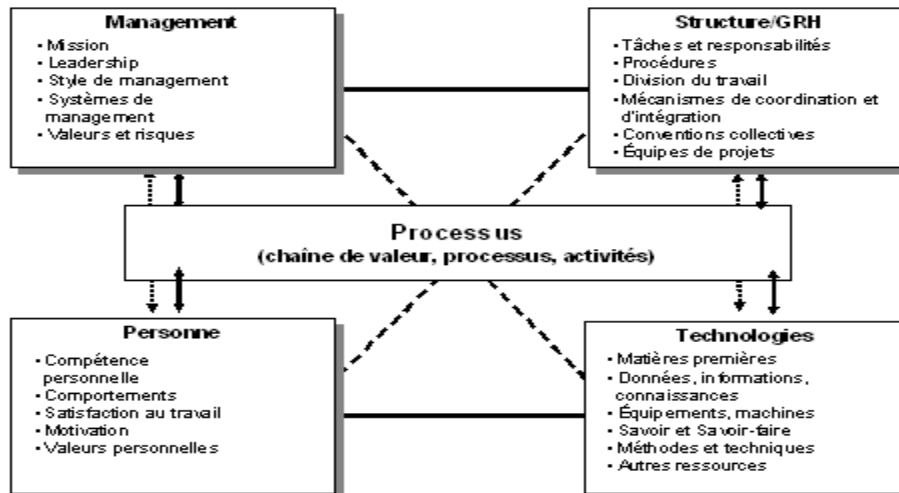 Management
• Mission
• Leadership
• Style de management
• Systèmes de
management
• Valeurs et risques
Structure/GRH
• Tâches et responsabilités
• Procédures
• Division du travail
• Mécanismes de coordination et
d'intégration
• Conventions collectives
• Équipes de projets
Processus
(chaîne de valeur, processus, activités)
Personne
• Compétence
personnelle
• Comportements
• Satisfaction au travail
• Motivation
• Valeurs personnelles
Technologies
• Matières premières
• Données, informations,
connaissances
• Équipements, machines
• Savoir et Savoir-faire
• Méthodes et techniques
• Autres ressources